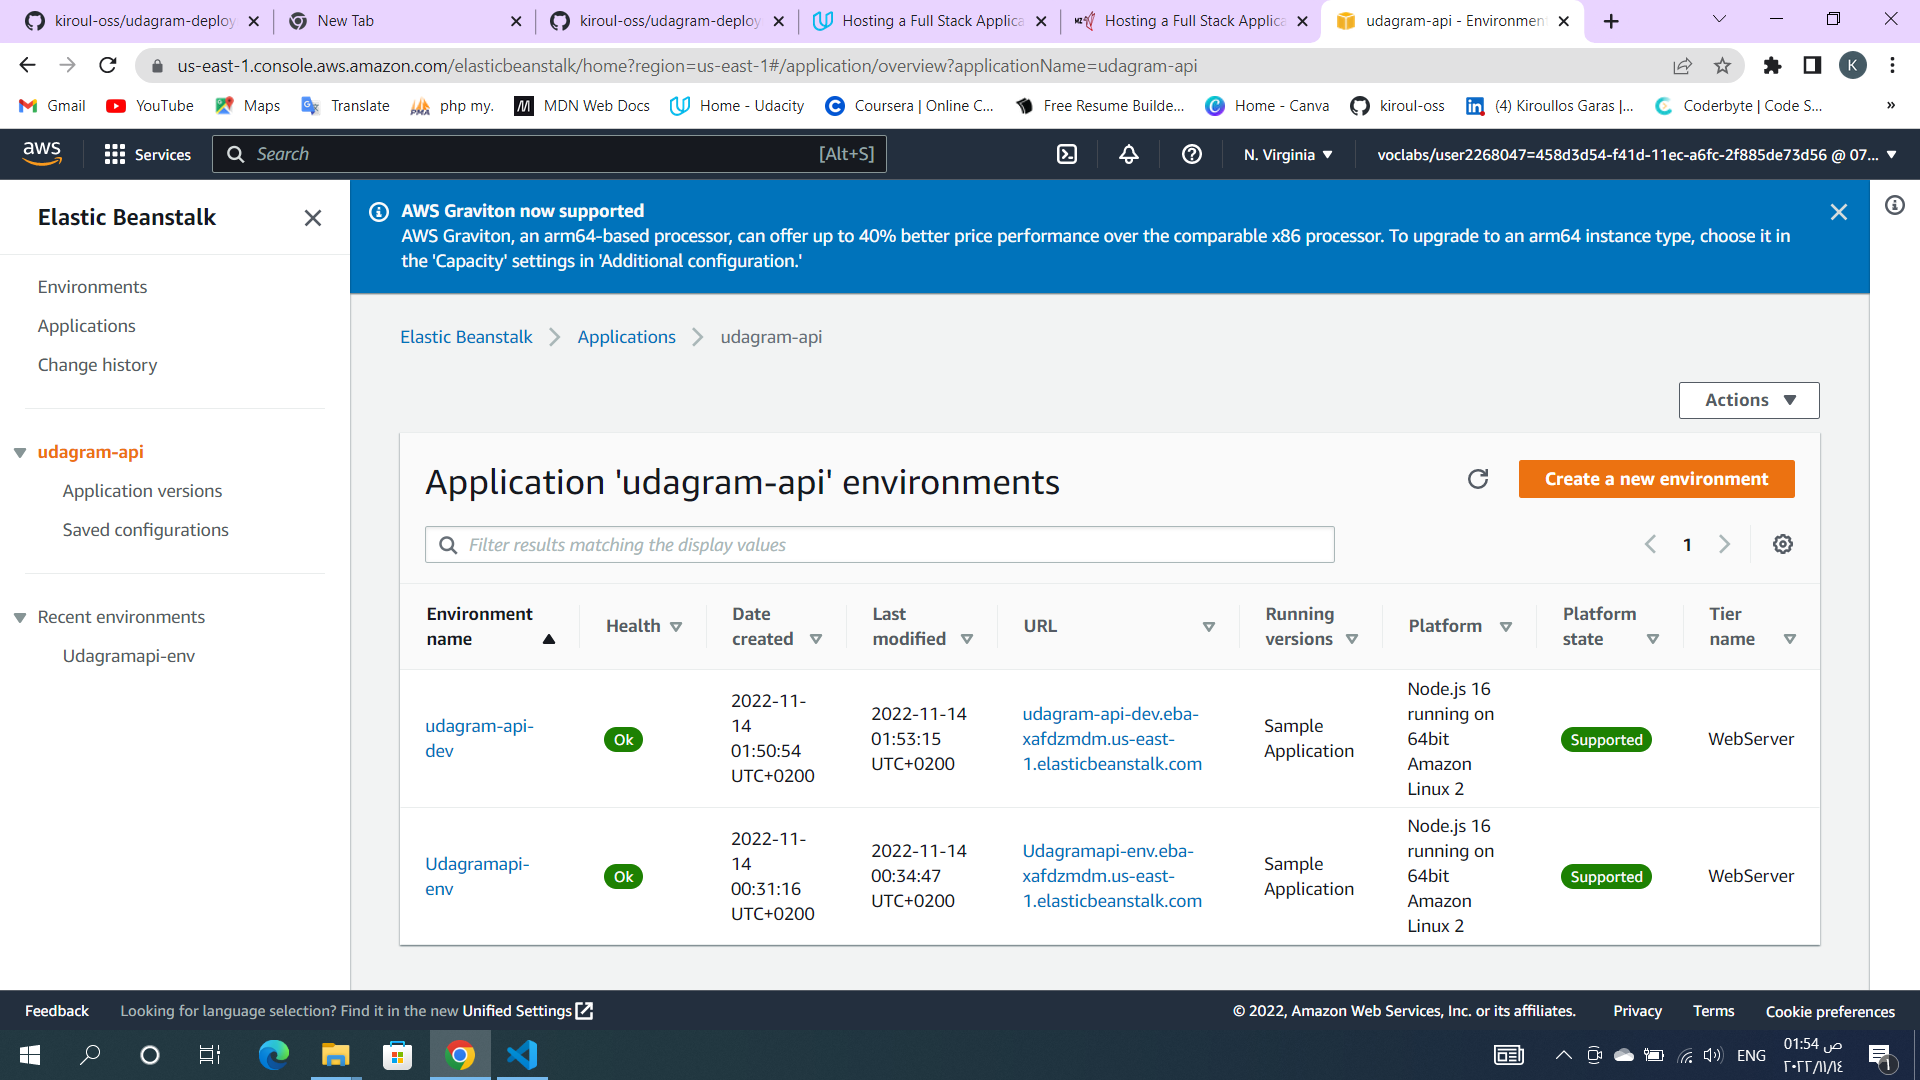 kiroul-oss/udagram-deploy
New Tab
kiroul-oss/udagram-deploy
Hosting a Full Stack Applica
Hosting a Full Stack Applica
udagram-api - Environment
us-east-1.console.aws.amazon.com/elasticbeanstalk/home?region=us-east-1#/application/overview?applicationName=udagram-api
K
Gmail
YouTube
Maps
Translate
php my.
MDN Web Docs
Home - Udacity
Coursera | Online C...
Free Resume Builde...
Home - Canva
kiroul-oss
(4) Kiroullos Garas |...
Coderbyte | Code S...
»
aws
Services
Search
[Alt+S]
N. Virginia
voclabs/user2268047=458d3d54-f41d-11ec-a6fc-2f885de73d56 @ 07...
Elastic Beanstalk
Environments
Applications
Change history
udagram-api
Application versions
Saved configurations
Recent environments
Udagramapi-env
AWS Graviton now supported
AWS Graviton, an arm64-based processor, can offer up to 40% better price performance over the comparable x86 processor. To upgrade to an arm64 instance type, choose it in
the 'Capacity' settings in 'Additional configuration.'
Elastic Beanstalk
Applications
udagram-api
Actions
Application 'udagram-api' environments
Create a new environment
Filter results matching the display values
1
Environment
name
Health
Date
created
Last
modified
URL
Running
versions
Platform
Platform
state
Tier
name
udagram-api-
dev
Ok
2022-11-
14
01:50:54
UTC+0200
2022-11-14
01:53:15
UTC+0200
udagram-api-dev.eba-
xafdzmdm.us-east-
1.elasticbeanstalk.com
Sample
Application
Node.js 16
running on
64bit
Amazon
Linux 2
Supported
WebServer
Udagramapi-
env
Ok
2022-11-
14
00:31:16
UTC+0200
2022-11-14
00:34:47
UTC+0200
Udagramapi-env.eba-
xafdzmdm.us-east-
1.elasticbeanstalk.com
Sample
Application
Node.js 16
running on
64bit
Amazon
Linux 2
Supported
WebServer
Feedback
Looking for language selection? Find it in the new Unified Settings
© 2022, Amazon Web Services, Inc. or its affiliates.
Privacy
Terms
Cookie preferences
ENG
01:54 ص
٢٠٢٢/١١/١٤
1